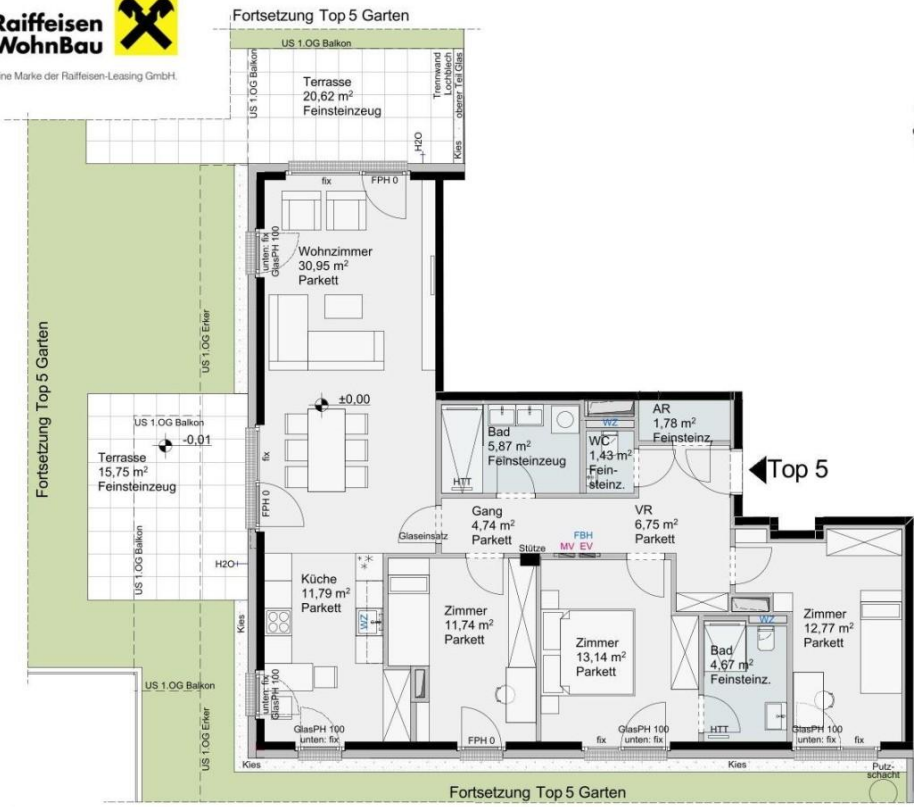 Raiffeisen
WohnBau
ine Marke der Raiffeisen-Leasing GmbH.
Fortsetzung Top 5 Garten
US 1.OG Balkon
US 1.OG Balkon
Terrasse
20,62 m²
Feinsteinzeug
Trennwand
Lochblech
oberer Teil Glas
H2O
Kies
fix
FPH 0
unten: fix
GlasPH 100
Wohnzimmer
30,95 m²
Parkett
US 1.OG Erker
Fortsetzung Top 5 Garten
±0,00
US 1.OG Balkon
-0,01
Terrasse
15,75 m²
Feinsteinzeug
fix
FPH 0
US 1.OG Balkon
H2O
Bad
5,87 m²
Feinsteinzeug
HTT
WZ
WC
1,43 m²
Fein-
steinz.
AR
1,78 m²
Feinsteinz.
Top 5
Gang
4,74 m²
Parkett
Glaseinsatz
Stütze
FBH
MV EV
VR
6,75 m²
Parkett
Küche
11,79 m²
Parkett
**
*
WZ
Kies
Zimmer
11,74 m²
Parkett
Zimmer
13,14 m²
Parkett
WZ
Bad
4,67 m²
Feinsteinz.
HTT
Zimmer
12,77 m²
Parkett
unten: fix
GlasPH 100
US 1.OG Balkon
US 1.OG Erker
GlasPH 100
unten: fix
FPH 0
fix
GlasPH 100
unten: fix
GlasPH 100
unten: fix
fix
Kies
Kies
Putz-
schacht
Fortsetzung Top 5 Garten